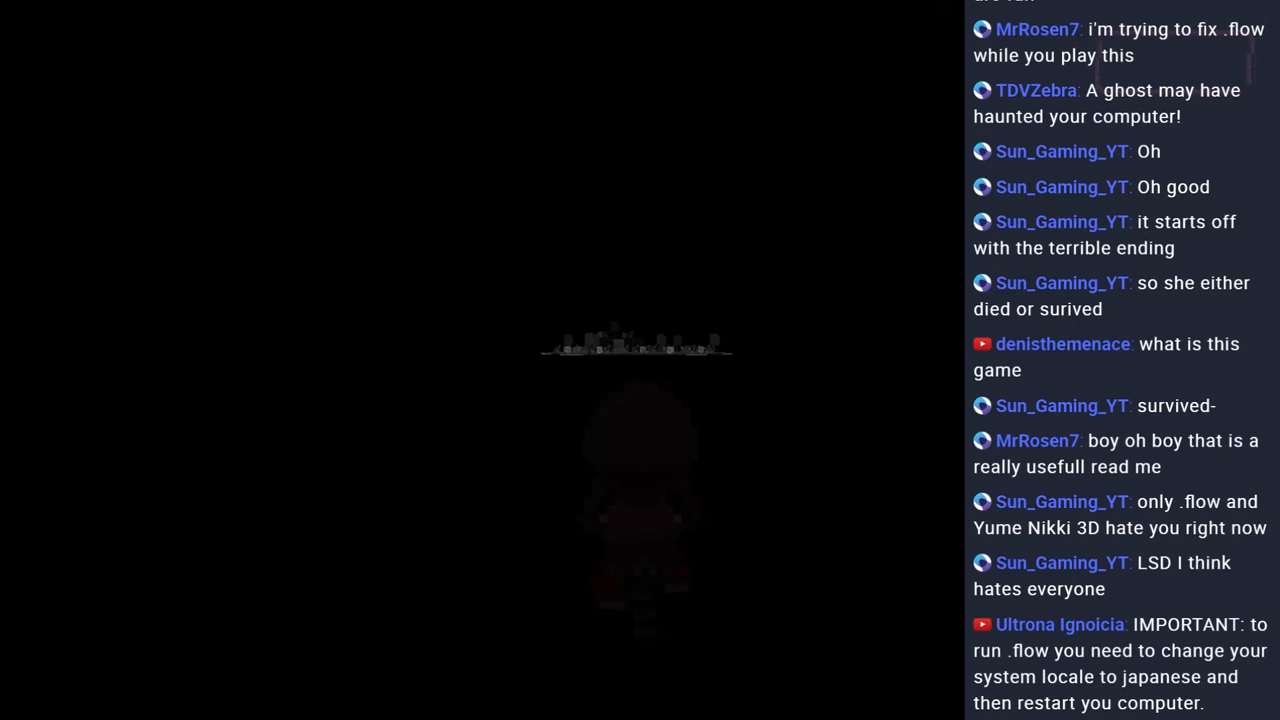 MrRosen7: i'm trying to fix .flow
while you play this
TDVZebra: A ghost may have
haunted your computer!
Sun_Gaming_YT: Oh
Sun_Gaming_YT: Oh good
Sun_Gaming_YT: it starts off
with the terrible ending
Sun_Gaming_YT: so she either
died or surived
denisthemenace: what is this
game
Sun_Gaming_YT: survived-
MrRosen7: boy oh boy that is a
really usefull read me
Sun_Gaming_YT: only .flow and
Yume Nikki 3D hate you right now
Sun_Gaming_YT: LSD I think
hates everyone
Ultrona Ignoicia: IMPORTANT: to
run .flow you need to change your
system locale to japanese and
then restart you computer.